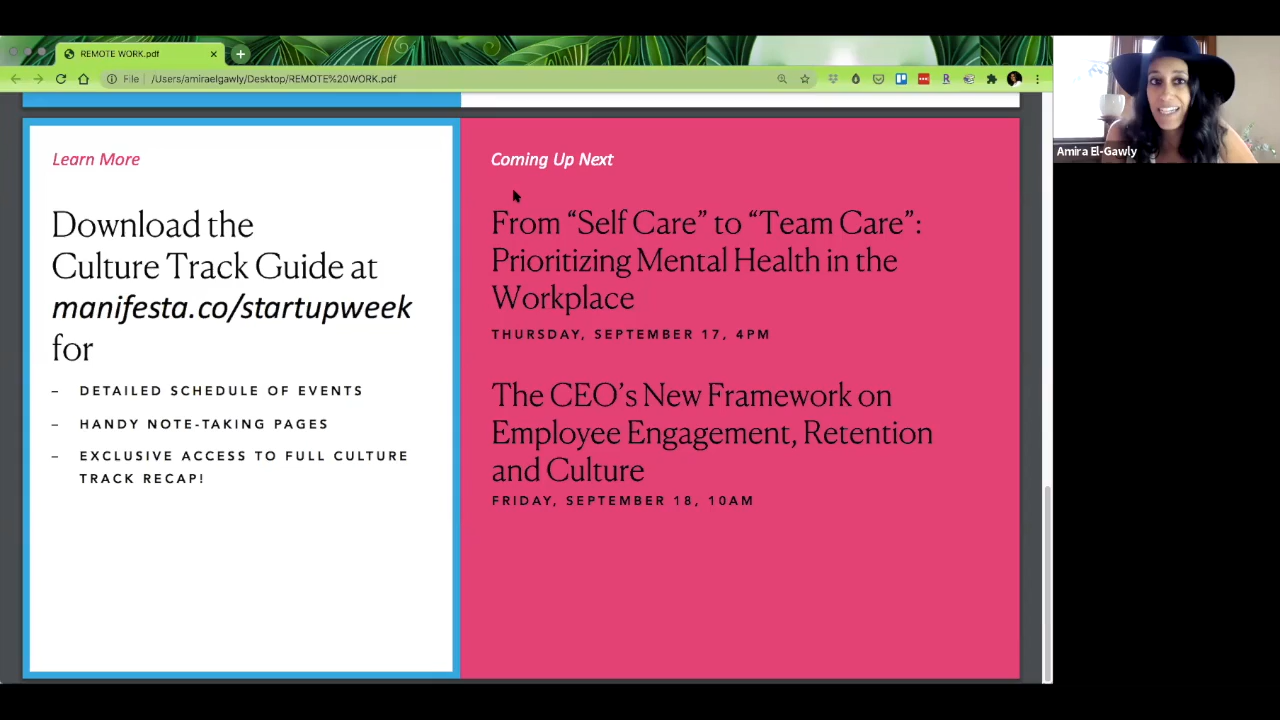 REMOTE WORK.pdf
File
/Users/amiraelgawly/Desktop/REMOTE%20WORK.pdf
Amira El-Gawly
Learn More
Download the
Culture Track Guide at
manifesta.co/startupweek
for
– DETAILED SCHEDULE OF EVENTS
– HANDY NOTE-TAKING PAGES
– EXCLUSIVE ACCESS TO FULL CULTURE
TRACK RECAP!
Coming Up Next
From “Self Care” to “Team Care”:
Prioritizing Mental Health in the
Workplace
THURSDAY, SEPTEMBER 17, 4PM
The CEO’s New Framework on
Employee Engagement, Retention
and Culture
FRIDAY, SEPTEMBER 18, 10AM